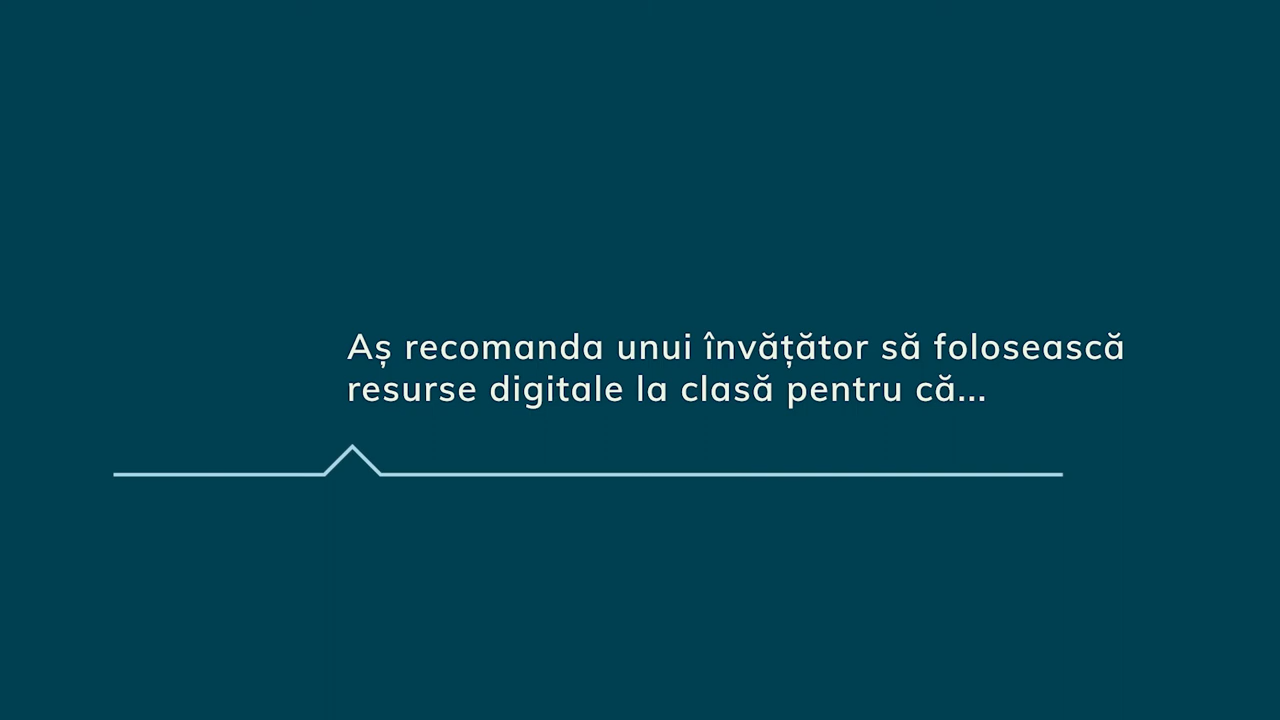 Aș recomanda unui învățător să folosească
resurse digitale la clasă pentru că...